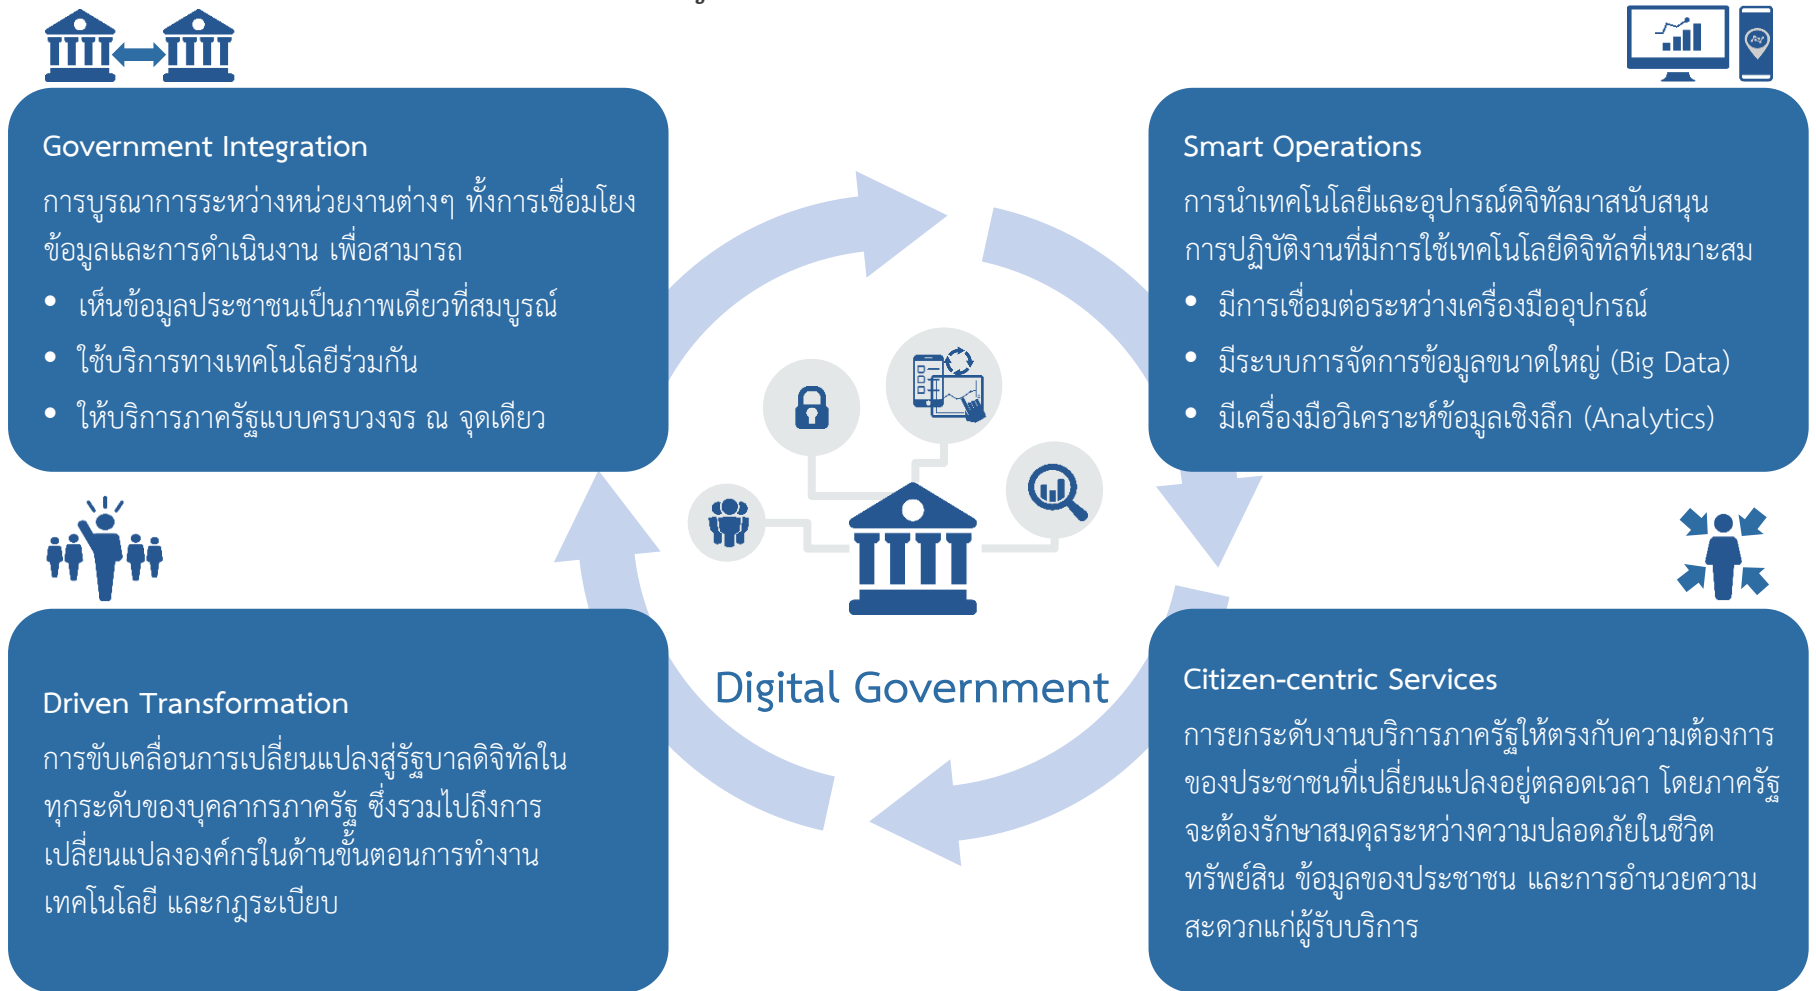 Government Integration
การบูรณาการระหว่างหน่วยงานต่างๆ ทั้งการเชื่อมโยง
ข้อมูลและการดำเนินงาน เพื่อสามารถ
• เห็นข้อมูลประชาชนเป็นภาพเดียวที่สมบูรณ์
• ใช้บริการทางเทคโนโลยีร่วมกัน
• ให้บริการภาครัฐแบบครบวงจร ณ จุดเดียว
Smart Operations
การนำเทคโนโลยีและอุปกรณ์ดิจิทัลมาสนับสนุน
การปฏิบัติงานที่มีการใช้เทคโนโลยีดิจิทัลที่เหมาะสม
• มีการเชื่อมต่อระหว่างเครื่องมืออุปกรณ์
• มีระบบการจัดการข้อมูลขนาดใหญ่ (Big Data)
• มีเครื่องมือวิเคราะห์ข้อมูลเชิงลึก (Analytics)
Digital Government
Driven Transformation
การขับเคลื่อนการเปลี่ยนแปลงสู่รัฐบาลดิจิทัลใน
ทุกระดับของบุคลากรภาครัฐ ซึ่งรวมไปถึงการ
เปลี่ยนแปลงองค์กรในด้านขั้นตอนการทำงาน
เทคโนโลยี และกฎระเบียบ
Citizen-centric Services
การยกระดับงานบริการภาครัฐให้ตรงกับความต้องการ
ของประชาชนที่เปลี่ยนแปลงอยู่ตลอดเวลา โดยภาครัฐ
จะต้องรักษาสมดุลระหว่างความปลอดภัยในชีวิต
ทรัพย์สิน ข้อมูลของประชาชน และการอำนวยความ
สะดวกแก่ผู้รับบริการ